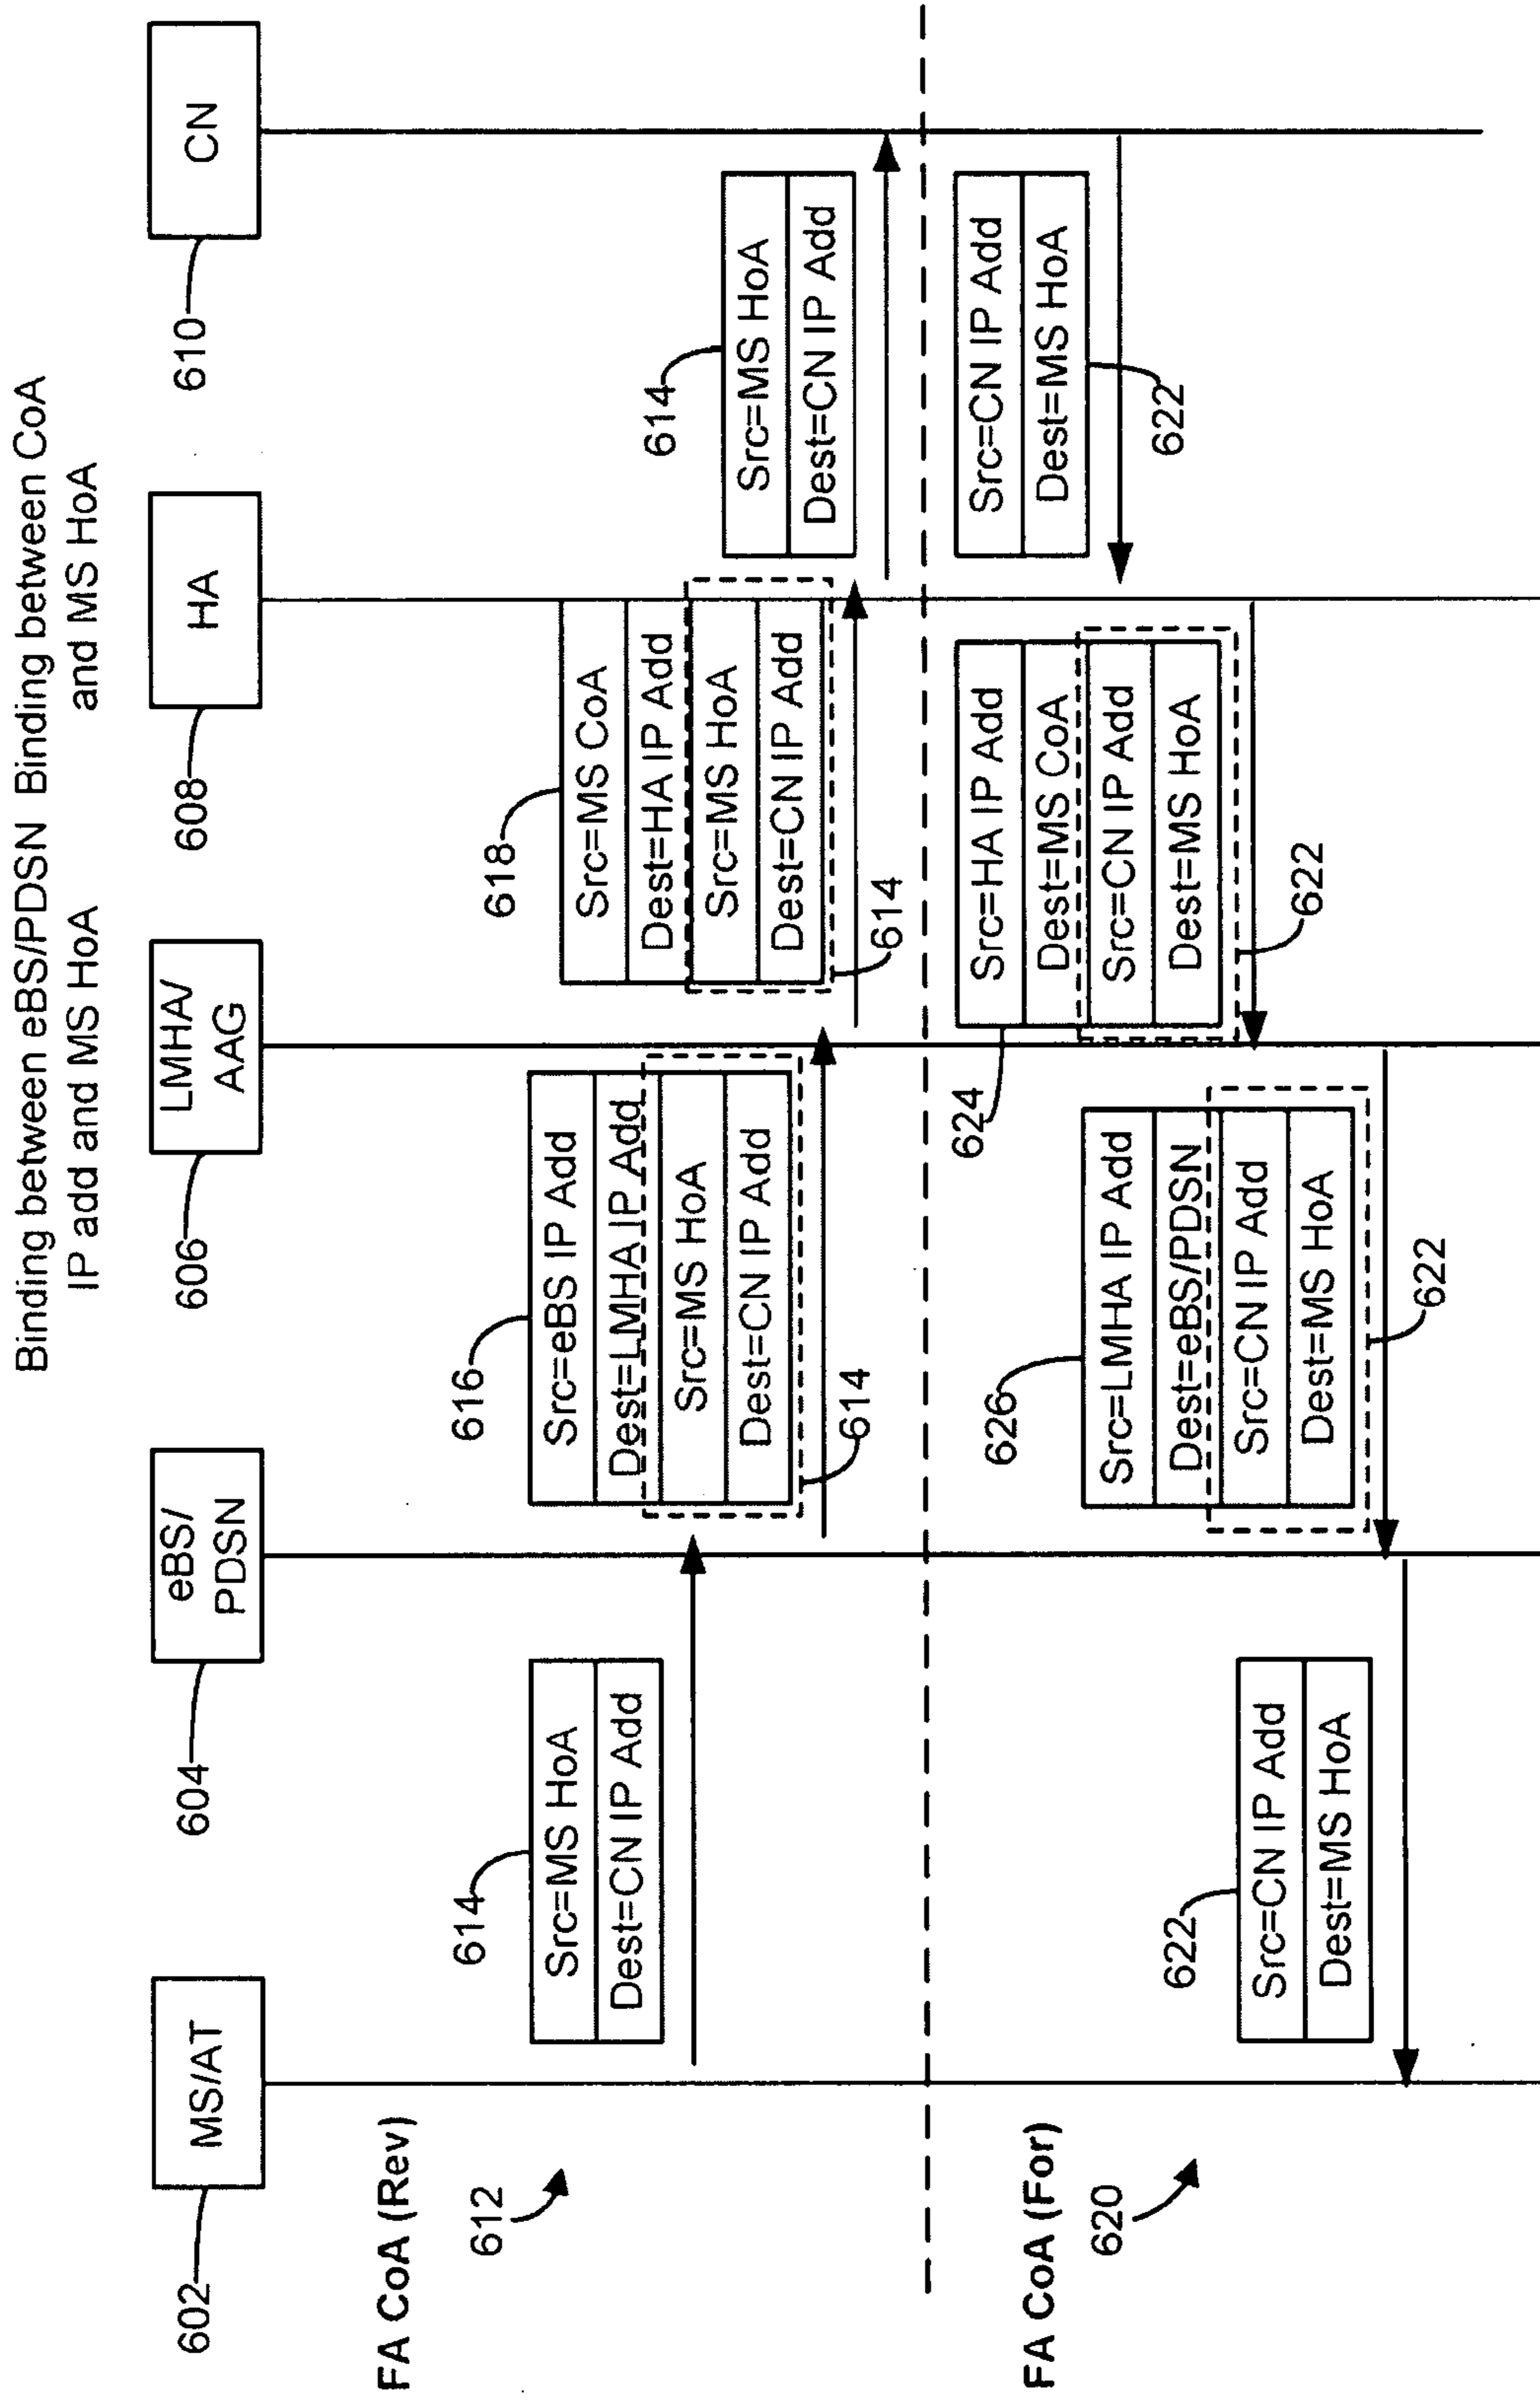 Binding between eBS/PDSN
IP add and MS HoA
Binding between CoA
and MS HoA
MS/AT
602
eBS/
PDSN
604
LMHA/
AAG
606
HA
608
CN
610
FA CoA (Rev)
612
614
Src=MS HoA
Dest=CN IP Add
616
Src=eBS IP Add
Dest=LMHA IP Add
Src=MS HoA
Dest=CN IP Add
614
618
Src=MS CoA
Dest=HA IP Add
Src=MS HoA
Dest=CN IP Add
614
614
Src=MS HoA
Dest=CN IP Add
FA CoA (For)
620
622
Src=CN IP Add
Dest=MS HoA
626
Src=LMHA IP Add
Dest=eBS/PDSN
Src=CN IP Add
Dest=MS HoA
622
624
Src=HA IP Add
Dest=MS CoA
Src=CN IP Add
Dest=MS HoA
622
Src=CN IP Add
Dest=MS HoA
622